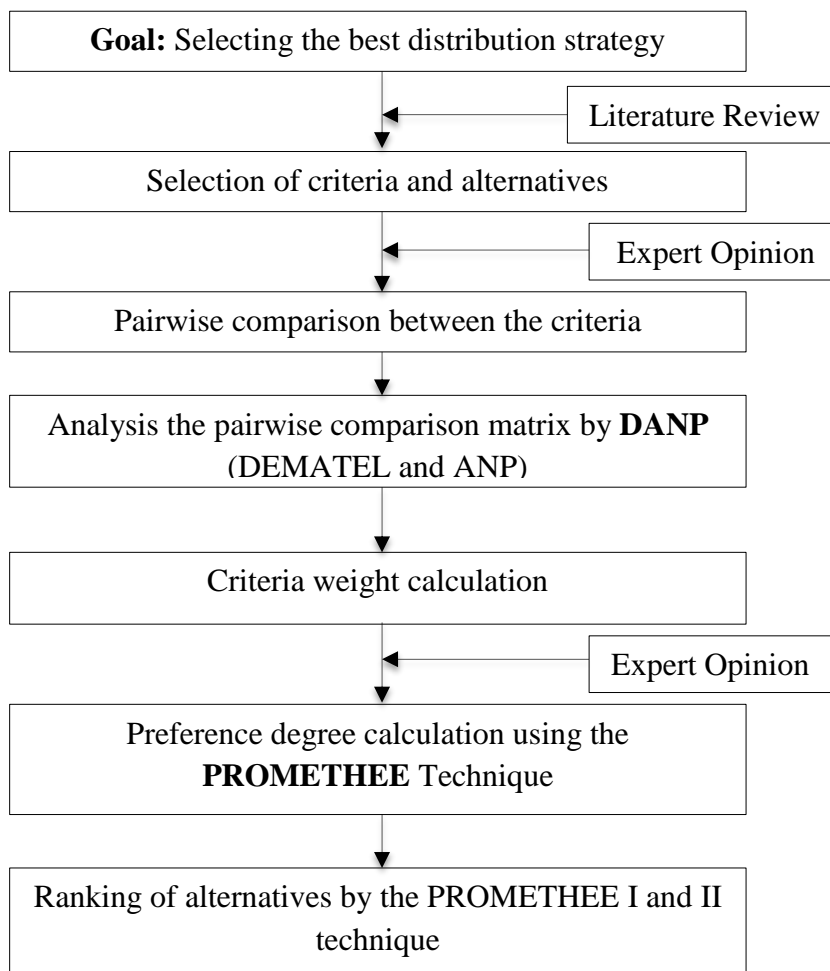 Goal: Selecting the best distribution strategy
Literature Review
Selection of criteria and alternatives
Expert Opinion
Pairwise comparison between the criteria
Analysis the pairwise comparison matrix by DANP
(DEMATEL and ANP)
Criteria weight calculation
Expert Opinion
Preference degree calculation using the
PROMETHEE Technique
Ranking of alternatives by the PROMETHEE I and II
technique